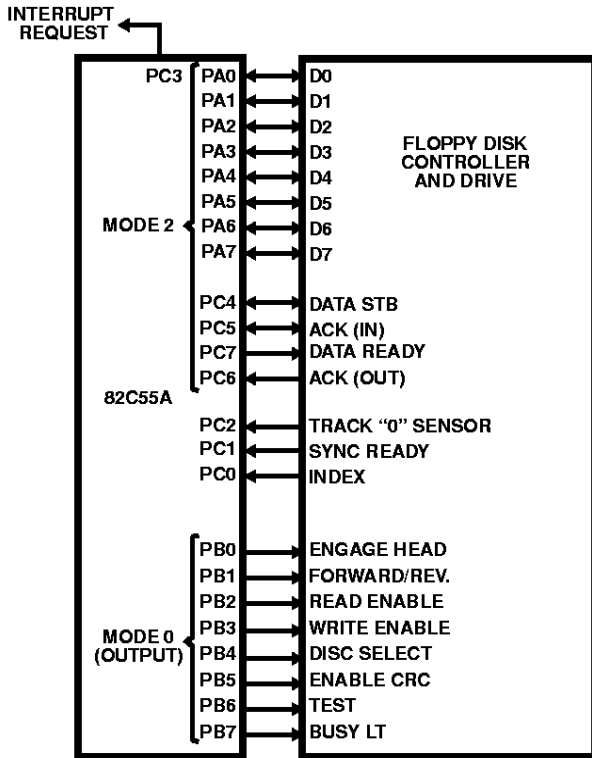 INTERRUPT
REQUEST
PC3 PA0 D0
PA1 D1
PA2 D2
PA3 D3
PA4 D4
PA5 D5
PA6 D6
PA7 D7
MODE 2
FLOPPY DISK
CONTROLLER
AND DRIVE
PC4 DATA STB
PC5 ACK (IN)
PC7 DATA READY
PC6 ACK (OUT)
82C55A
PC2 TRACK “0” SENSOR
PC1 SYNC READY
PC0 INDEX
PB0 ENGAGE HEAD
PB1 FORWARD/REV.
PB2 READ ENABLE
PB3 WRITE ENABLE
PB4 DISC SELECT
PB5 ENABLE CRC
PB6 TEST
PB7 BUSY LT
MODE 0
(OUTPUT)